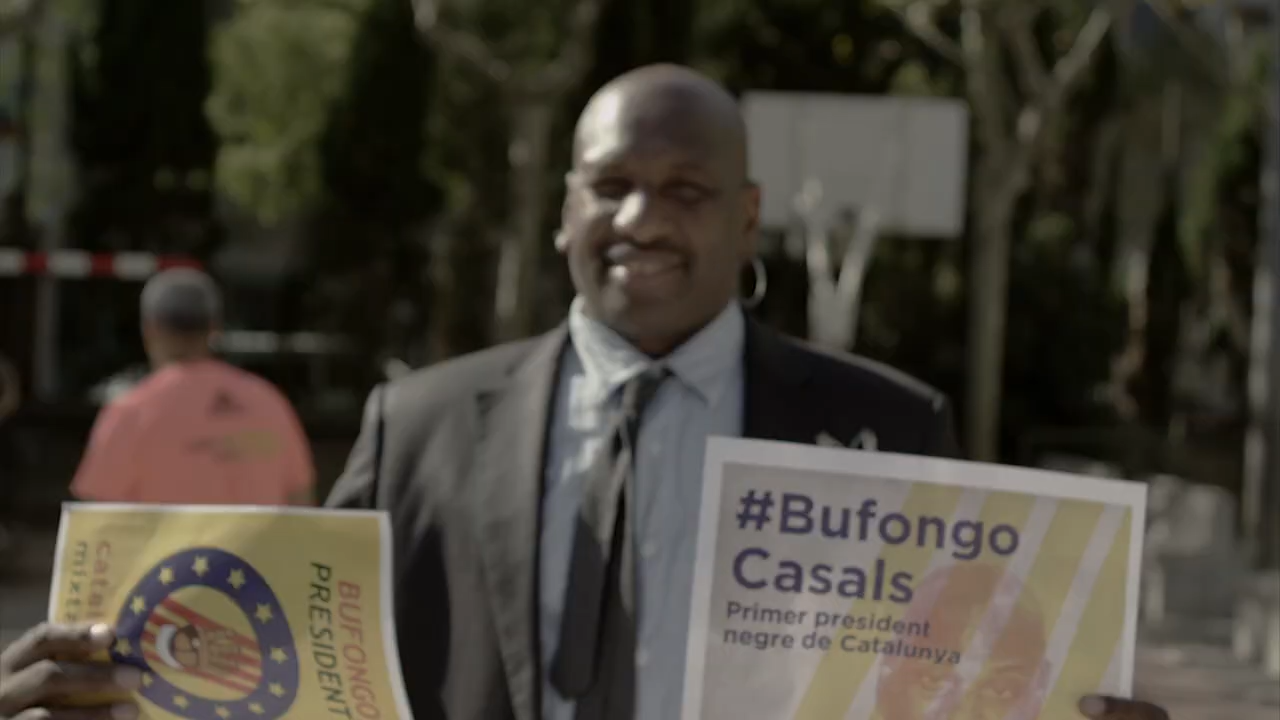 #Bufongo
Casals
Primer president
negre de Catalunya
BUFONGO
PRESIDENT